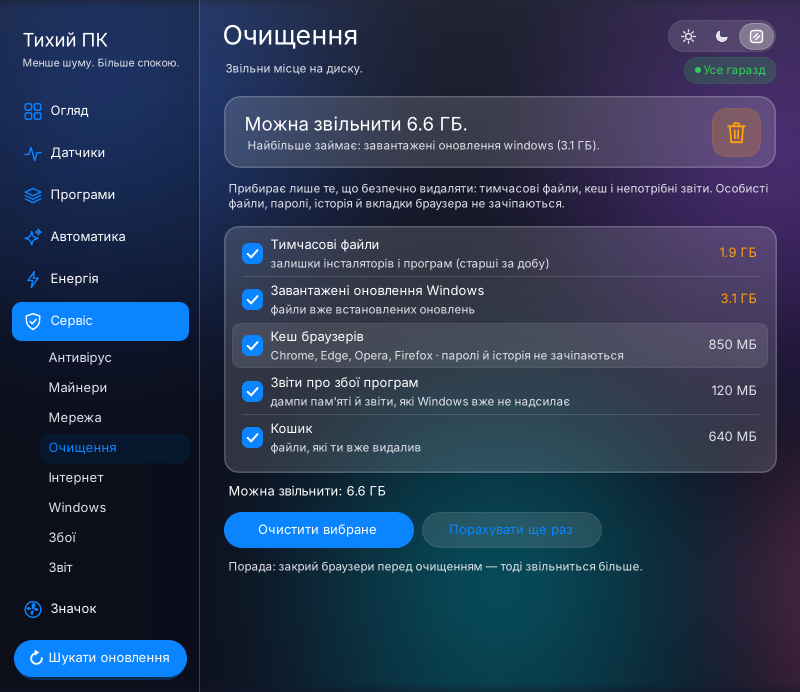 Тихий ПК
Менше шуму. Більше спокою.
Огляд
Датчики
Програми
Автоматика
Енергія
Сервіс
Антивірус
Майнери
Мережа
Очищення
Інтернет
Windows
Збої
Звіт
Значок
Шукати оновлення
Очищення
Звільни місце на диску.
Усе гаразд
Можна звільнити 6.6 ГБ.
Найбільше займає: завантажені оновлення windows (3.1 ГБ).
Прибирає лише те, що безпечно видаляти: тимчасові файли, кеш і непотрібні звіти. Особисті
файли, паролі, історія й вкладки браузера не зачіпаються.
Тимчасові файли
залишки інсталяторів і програм (старші за добу)
1.9 ГБ
Завантажені оновлення Windows
файли вже встановлених оновлень
3.1 ГБ
Кеш браузерів
Chrome, Edge, Opera, Firefox · паролі й історія не зачіпаються
850 МБ
Звіти про збої програм
дампи пам'яті й звіти, які Windows вже не надсилає
120 МБ
Кошик
файли, які ти вже видалив
640 МБ
Можна звільнити: 6.6 ГБ
Очистити вибране
Порахувати ще раз
Порада: закрий браузери перед очищенням — тоді звільниться більше.